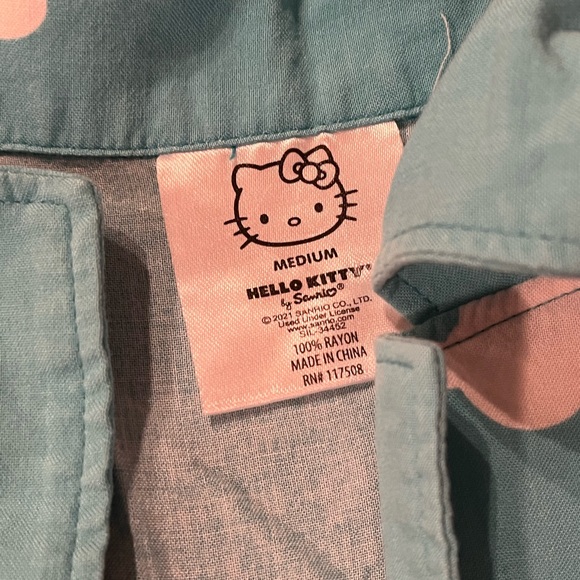 MEDIUM
HELLO KITTY®
by Sanrio®
© 2021 SANRIO CO., LTD.
Used Under License
www.sanrio.com
SIL-34452
100% RAYON
MADE IN CHINA
RN# 117508